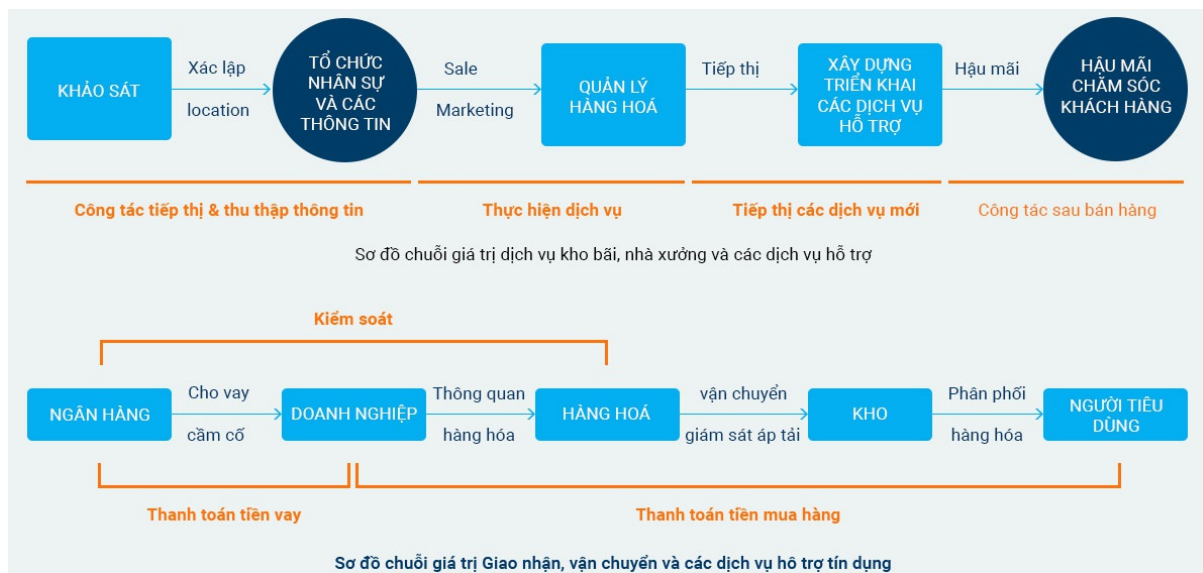 KHẢO SÁT
Xác lập
location
TỔ CHỨC
NHÂN SỰ
VÀ CÁC
THÔNG TIN
Sale
Marketing
QUẢN LÝ
HÀNG HOÁ
Tiếp thị
XÂY DỰNG
TRIỂN KHAI
CÁC DỊCH VỤ
HỖ TRỢ
Hậu mãi
HẬU MÃI
CHĂM SÓC
KHÁCH HÀNG
Công tác tiếp thị & thu thập thông tin
Thực hiện dịch vụ
Tiếp thị các dịch vụ mới
Công tác sau bán hàng
Sơ đồ chuỗi giá trị dịch vụ kho bãi, nhà xưởng và các dịch vụ hỗ trợ
Kiểm soát
NGÂN HÀNG
Cho vay
cầm cố
DOANH NGHIỆP
Thông quan
hàng hóa
HÀNG HOÁ
vận chuyển
giám sát áp tải
KHO
Phân phối
hàng hóa
NGƯỜI TIÊU
DÙNG
Thanh toán tiền vay
Thanh toán tiền mua hàng
Sơ đồ chuỗi giá trị Giao nhận, vận chuyển và các dịch vụ hô trợ tín dụng